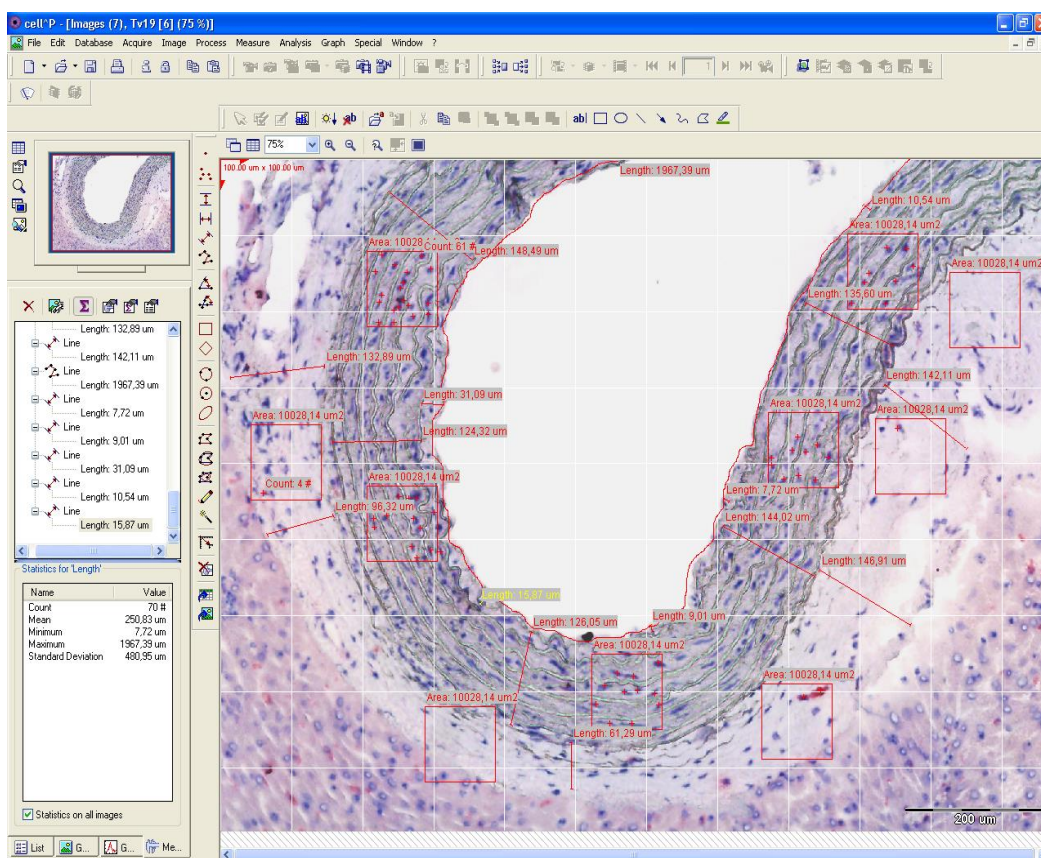 cell^P - [Images (7), Tv19 [6] (75 %)]
File Edit Database Acquire Image Process Measure Analysis Graph Special Window ?
1
abl
75%
100.00 um x 100.00 um
Length: 1967,39 um
Length: 10,54 um
Area: 10028,14 um2
Area: 10028
Count: 61 #
Length: 148,49 um
Area: 10028,14 um2
Length: 135,60 um
Length: 132,89 um
Length: 142,11 um
Length: 31,09 um
Area: 10028,14 um2
Area: 10028,14 um2
Area: 10028,14 um2
Length: 124,32 um
Area: 10028,14 um2
Count: 4 #
Length: 7,72 um
Length: 96,32 um
Length: 144,02 um
Length: 146,91 um
Length: 15,87 um
Length: 9,01 um
Length: 126,05 um
Area: 10028,14 um2
Area: 10028,14 um2
Area: 10028,14 um2
Length: 61,29 um
200 um
Length: 132,89 um
Line
Length: 142,11 um
Line
Length: 1967,39 um
Line
Length: 7,72 um
Line
Length: 9,01 um
Line
Length: 31,09 um
Line
Length: 10,54 um
Line
Length: 15,87 um
Statistics for 'Length'
Name Value
Count 70 #
Mean 250,83 um
Minimum 7,72 um
Maximum 1967,39 um
Standard Deviation 480,95 um
Statistics on all images
List G... G... Me...